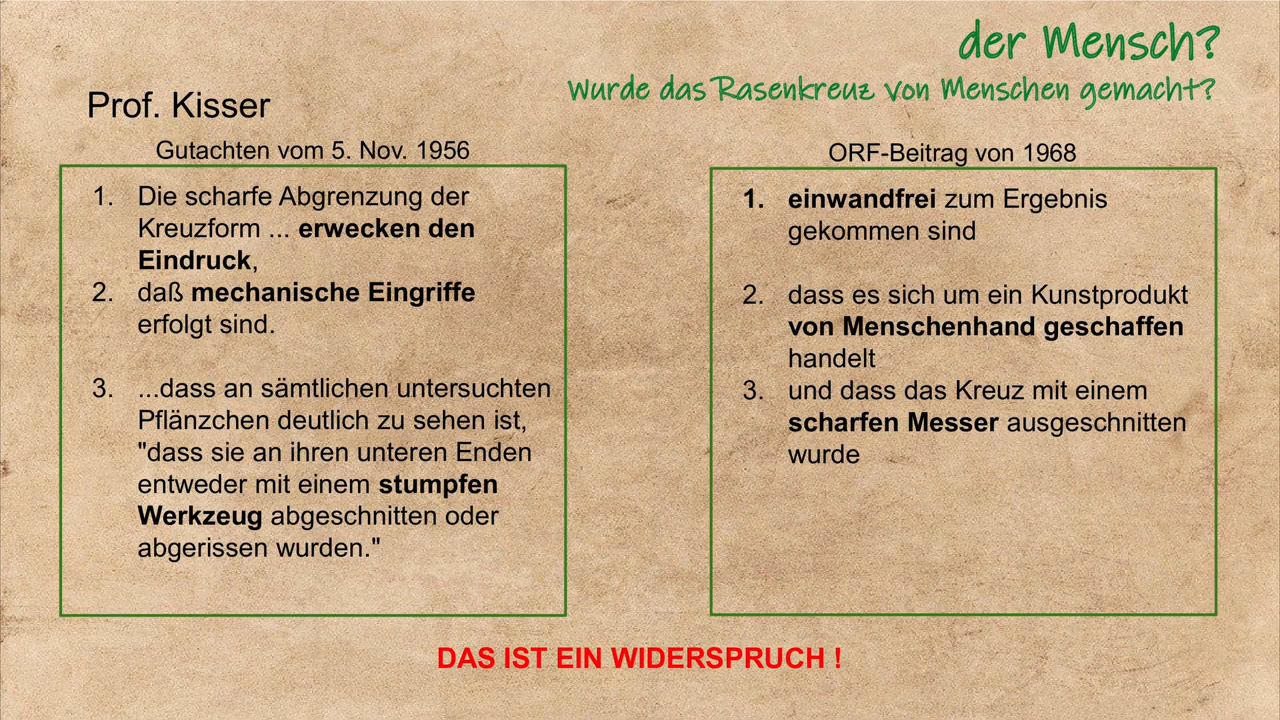 der Mensch?
Wurde das Rasenkreuz von Menschen gemacht?
Prof. Kisser
Gutachten vom 5. Nov. 1956
1. Die scharfe Abgrenzung der
Kreuzform ... erwecken den
Eindruck,
2. daß mechanische Eingriffe
erfolgt sind.
3. ...dass an sämtlichen untersuchten
Pflänzchen deutlich zu sehen ist,
"dass sie an ihren unteren Enden
entweder mit einem stumpfen
Werkzeug abgeschnitten oder
abgerissen wurden."
ORF-Beitrag von 1968
1. einwandfrei zum Ergebnis
gekommen sind
2. dass es sich um ein Kunstprodukt
von Menschenhand geschaffen
handelt
3. und dass das Kreuz mit einem
scharfen Messer ausgeschnitten
wurde
DAS IST EIN WIDERSPRUCH !